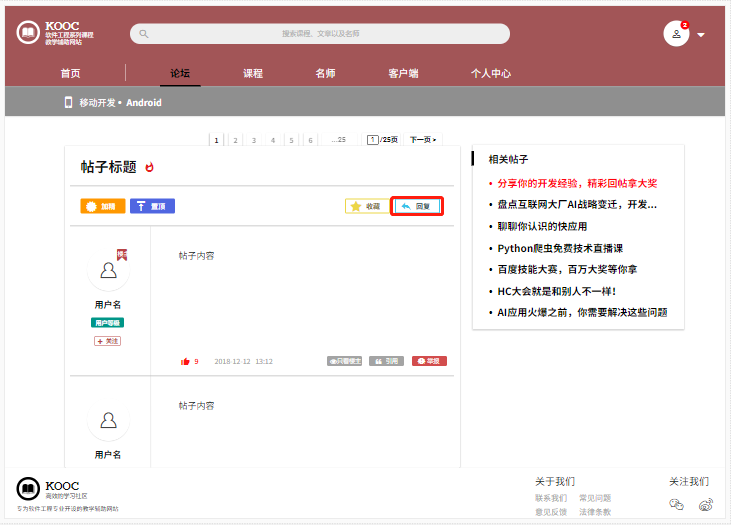 KOOC
软件工程系列课程
教学辅助网站
搜索课程、文章以及名师
2
首页
论坛
课程
名师
客户端
个人中心
移动开发• Android
1 2 3 4 5 6 ...25 1/25页 下一页 >
帖子标题
加精
置顶
收藏
回复
帖子内容
楼主
用户名
用户等级
+ 关注
9 2018-12-12 13:12
只看楼主
引用
举报
帖子内容
用户名
相关帖子
• 分享你的开发经验，精彩回帖拿大奖
• 盘点互联网大厂AI战略变迁，开发...
• 聊聊你认识的快应用
• Python爬虫免费技术直播课
• 百度技能大赛，百万大奖等你拿
• HC大会就是和别人不一样！
• AI应用火爆之前，你需要解决这些问题
KOOC
高效的学习社区
专为软件工程专业开设的教学辅助网站
关于我们
联系我们 常见问题
意见反馈 法律条款
关注我们